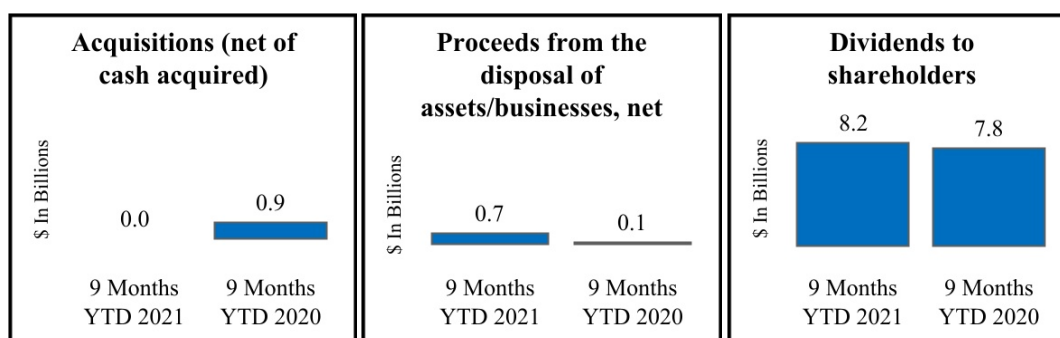 Acquisitions (net of
cash acquired)
$ In Billions
0.0
0.9
9 Months
YTD 2021
9 Months
YTD 2020
Proceeds from the
disposal of
assets/businesses, net
$ In Billions
0.7
0.1
9 Months
YTD 2021
9 Months
YTD 2020
Dividends to
shareholders
$ In Billions
8.2
7.8
9 Months
YTD 2021
9 Months
YTD 2020